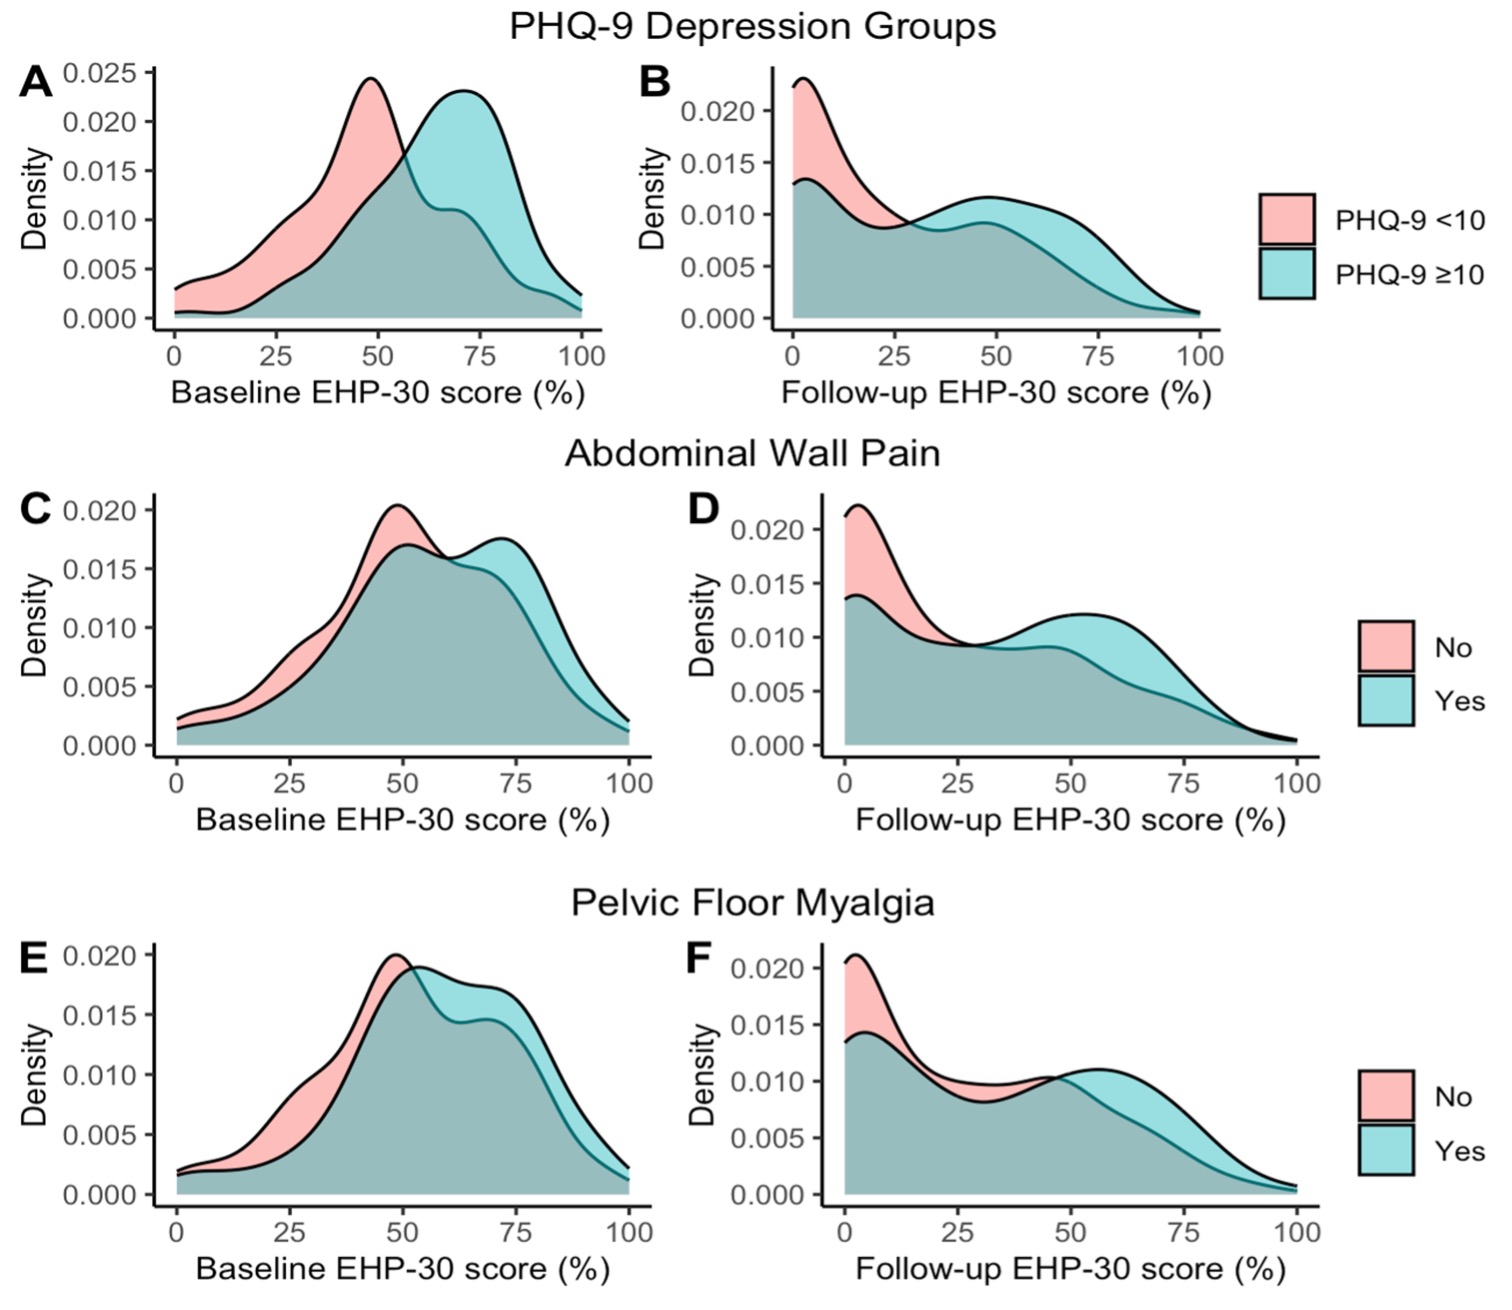 PHQ-9 Depression Groups
A
0.025
0.020
0.015
0.010
0.005
0.000
Density
0 25 50 75 100
Baseline EHP-30 score (%)
B
0.020
0.015
0.010
0.005
0.000
Density
0 25 50 75 100
Follow-up EHP-30 score (%)
PHQ-9 <10
PHQ-9 ≥10
Abdominal Wall Pain
C
0.020
0.015
0.010
0.005
0.000
Density
0 25 50 75 100
Baseline EHP-30 score (%)
D
0.020
0.015
0.010
0.005
0.000
Density
0 25 50 75 100
Follow-up EHP-30 score (%)
No
Yes
Pelvic Floor Myalgia
E
0.020
0.015
0.010
0.005
0.000
Density
0 25 50 75 100
Baseline EHP-30 score (%)
F
0.020
0.015
0.010
0.005
0.000
Density
0 25 50 75 100
Follow-up EHP-30 score (%)
No
Yes